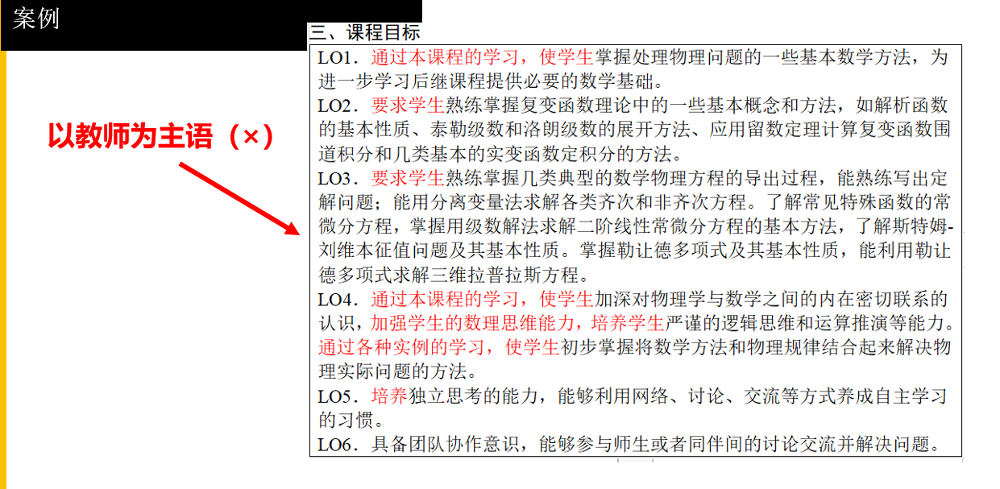 案例
三、课程目标
以教师为主语（×）
LO1．通过本课程的学习，使学生掌握处理物理问题的一些基本数学方法，为
进一步学习后继课程提供必要的数学基础。
LO2．要求学生熟练掌握复变函数理论中的一些基本概念和方法，如解析函数
的基本性质、泰勒级数和洛朗级数的展开方法、应用留数定理计算复变函数围
道积分和几类基本的实变函数定积分的方法。
LO3．要求学生熟练掌握几类典型的数学物理方程的导出过程，能熟练写出定
解问题；能用分离变量法求解各类齐次和非齐次方程。了解常见特殊函数的常
微分方程，掌握用级数解法求解二阶线性常微分方程的基本方法，了解斯特姆-
刘维本征值问题及其基本性质。掌握勒让德多项式及其基本性质，能利用勒让
德多项式求解三维拉普拉斯方程。
LO4．通过本课程的学习，使学生加深对物理学与数学之间的内在密切联系的
认识，加强学生的数理思维能力，培养学生严谨的逻辑思维和运算推演等能力。
通过各种实例的学习，使学生初步掌握将数学方法和物理规律结合起来解决物
理实际问题的方法。
LO5．培养独立思考的能力，能够利用网络、讨论、交流等方式养成自主学习
的习惯。
LO6．具备团队协作意识，能够参与师生或者同伴间的讨论交流并解决问题。